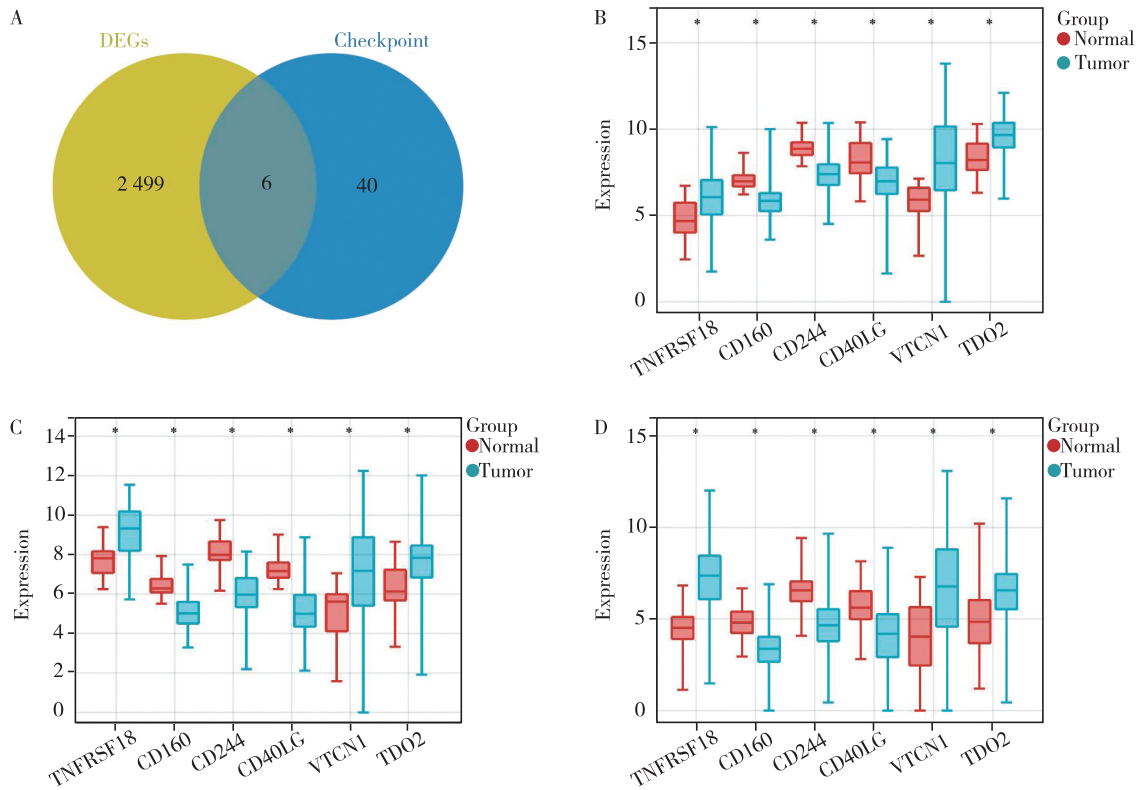 A
DEGs
Checkpoint
2 499
6
40
B
Group
Normal
Tumor
* * * * * *
15
10
5
0
Expression
TNFRSF18
CD160
CD244
CD40LG
VTCN1
TDO2
C
Group
Normal
Tumor
* * * * * *
14
12
10
8
6
4
2
0
Expression
TNFRSF18
CD160
CD244
CD40LG
VTCN1
TDO2
D
Group
Normal
Tumor
* * * * * *
15
10
5
0
Expression
TNFRSF18
CD160
CD244
CD40LG
VTCN1
TDO2